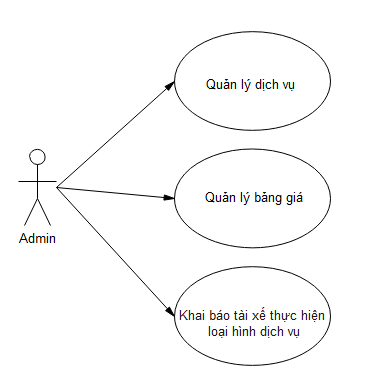 Quản lý dịch vụ
Quản lý bảng giá
Admin
Khai báo tài xế thực hiện
loại hình dịch vụ